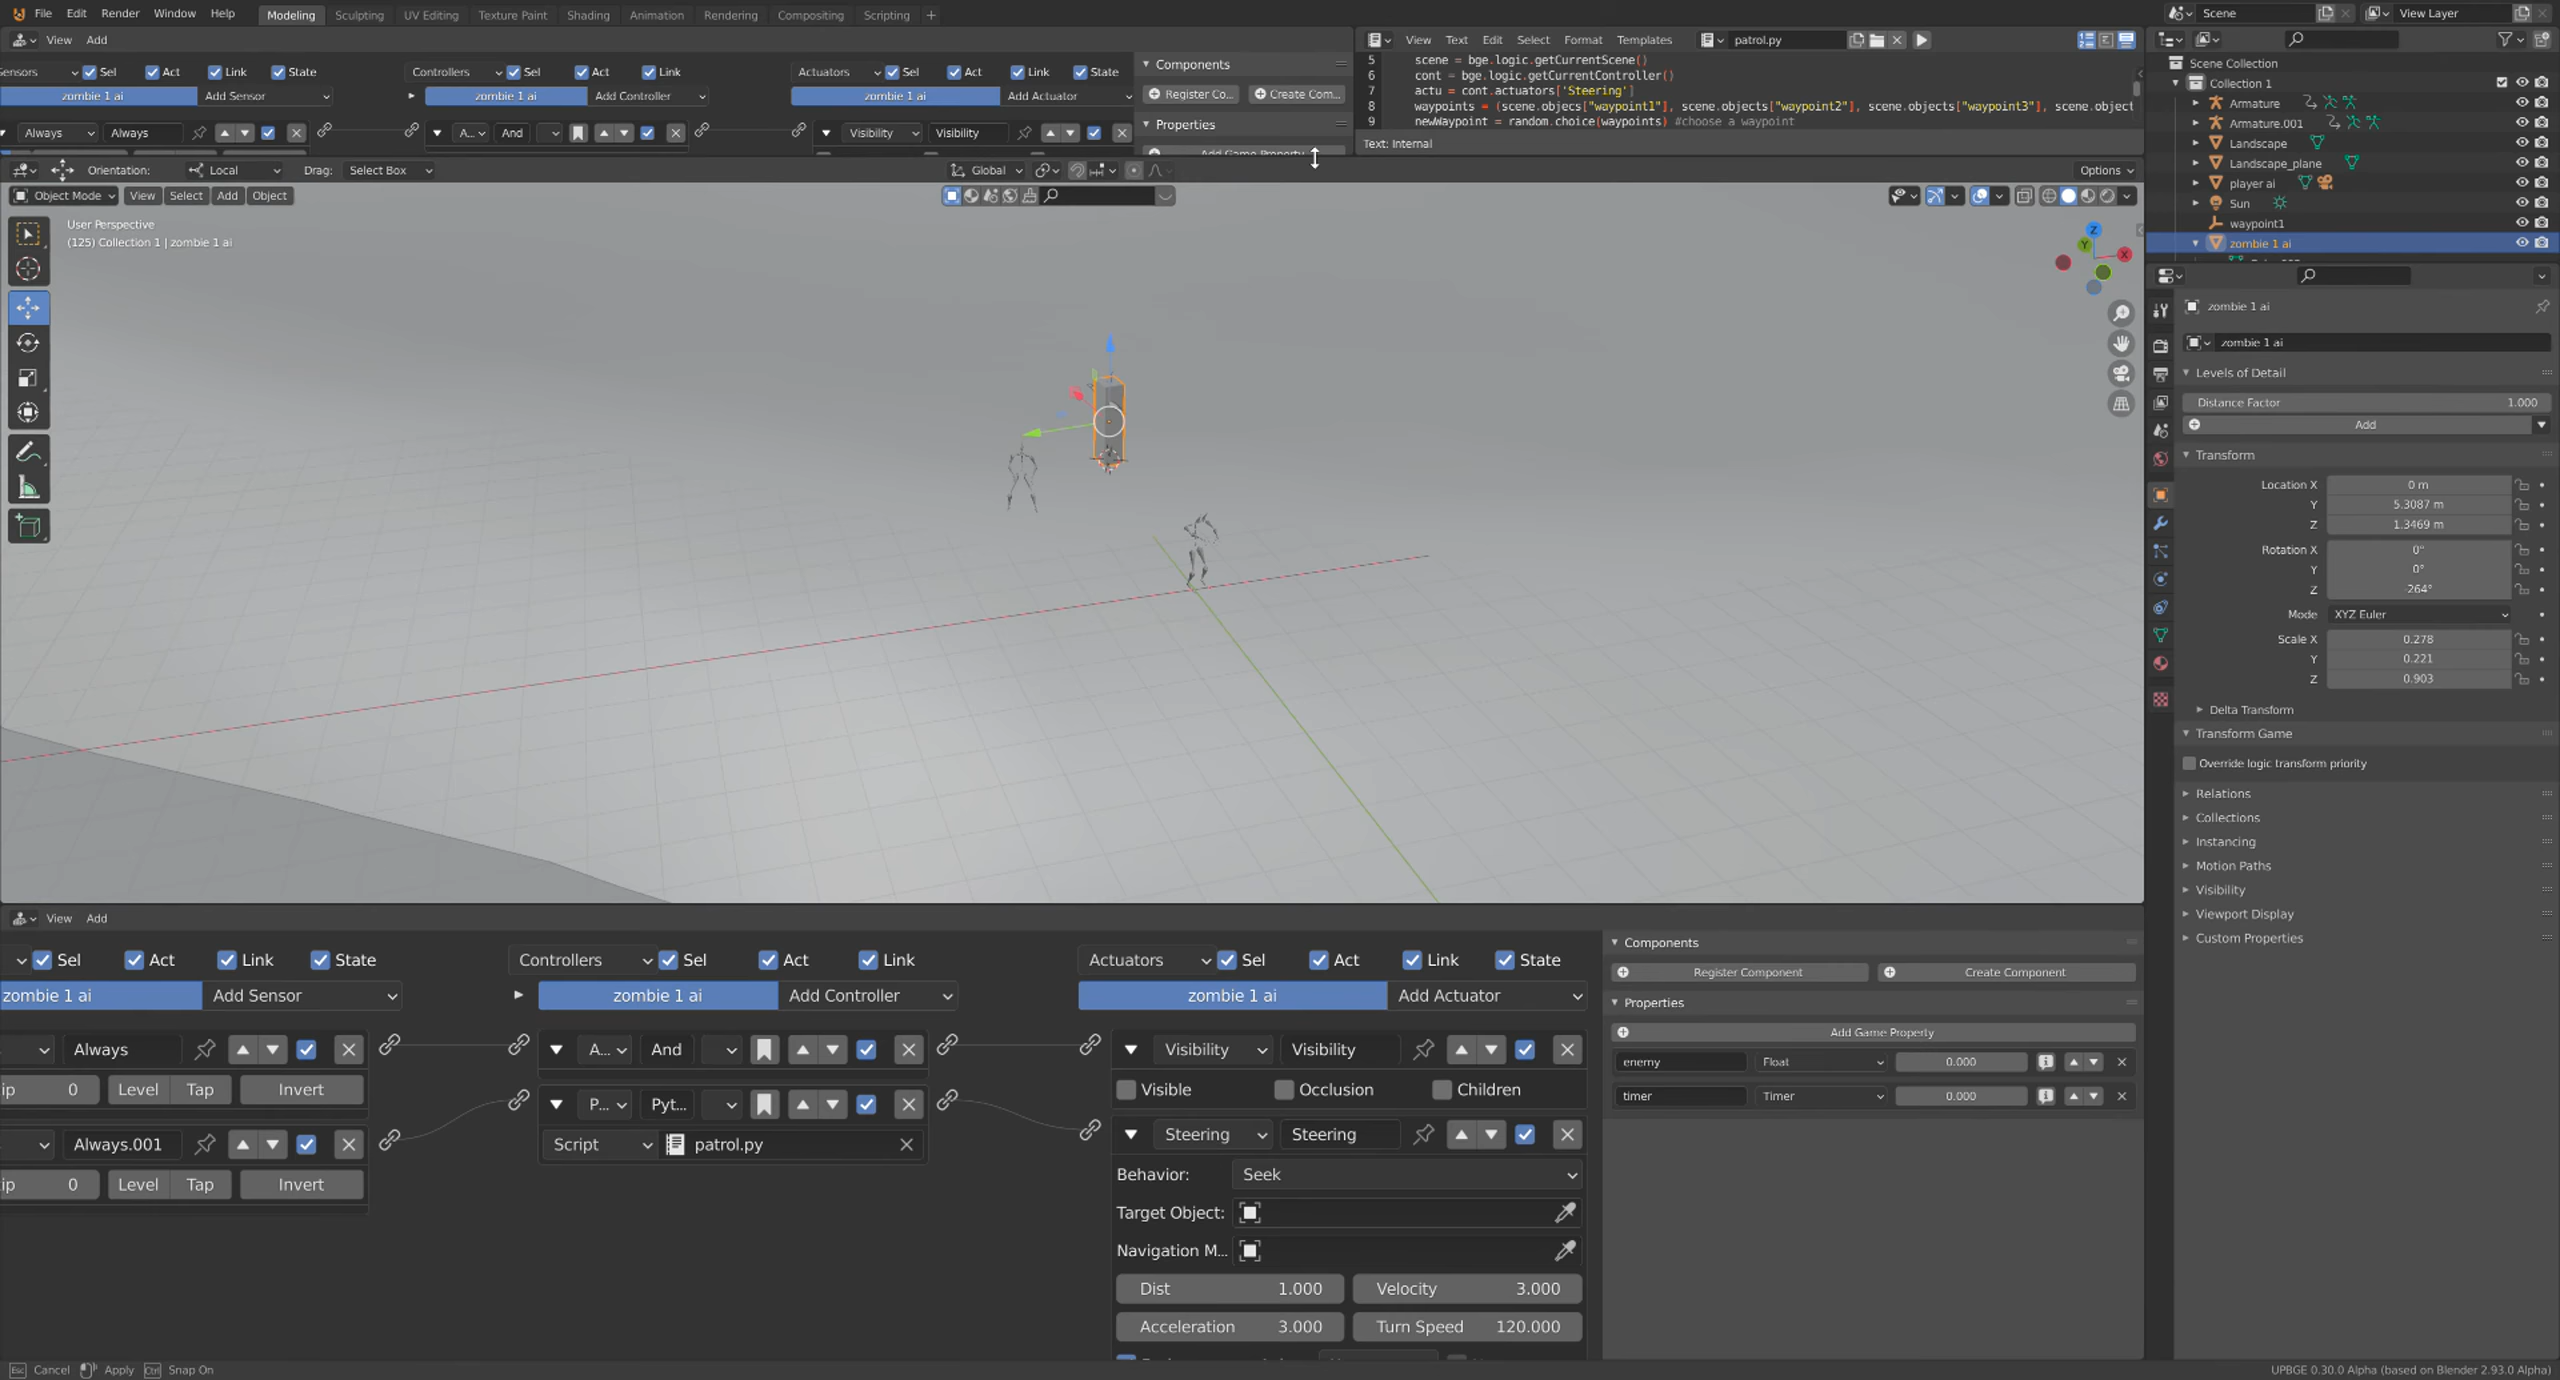 File Edit Render Window Help Modeling Sculpting UV Editing Texture Paint Shading Animation Rendering Compositing Scripting
Scene View Layer
View Add
View Text Edit Select Format Templates patrol.py
ensors Sel Act Link State Controllers Sel Act Link Actuators Sel Act Link State
zombie 1 ai Add Sensor zombie 1 ai Add Controller zombie 1 ai Add Actuator
Always Always A... And Visibility Visibility
Components
Register Co... Create Com...
Properties
Add Game Property
5 scene = bge.logic.getCurrentScene()
6 cont = bge.logic.getCurrentController()
7 actu = cont.actuators['Steering']
8 waypoints = (scene.objecs["waypoint1"], scene.objects["waypoint2"], scene.objects["waypoint3"], scene.object
9 newWaypoint = random.choice(waypoints) #choose a waypoint
Text: Internal
Scene Collection
Collection 1
Armature
Armature.001
Landscape
Landscape_plane
player ai
Sun
waypoint1
zombie 1 ai
Orientation: Local Drag: Select Box Global Options
Object Mode View Select Add Object
User Perspective
(125) Collection 1 | zombie 1 ai
Z
Y
X
zombie 1 ai
zombie 1 ai
Levels of Detail
Distance Factor 1.000
Add
Transform
Location X 0 m
Y 5.3087 m
Z 1.3469 m
Rotation X 0°
Y 0°
Z -264°
Mode XYZ Euler
Scale X 0.278
Y 0.221
Z 0.903
Delta Transform
Transform Game
Override logic transform priority
Relations
Collections
Instancing
Motion Paths
Visibility
Viewport Display
Custom Properties
View Add
Sel Act Link State Controllers Sel Act Link Actuators Sel Act Link State
zombie 1 ai Add Sensor zombie 1 ai Add Controller zombie 1 ai Add Actuator
Always A... And Visibility Visibility
ip 0 Level Tap Invert
Visible Occlusion Children
P... Pyt...
Always.001 Script patrol.py
ip 0 Level Tap Invert
Steering Steering
Behavior: Seek
Target Object:
Navigation M...
Dist 1.000 Velocity 3.000
Acceleration 3.000 Turn Speed 120.000
Components
Register Component Create Component
Properties
Add Game Property
enemy Float 0.000
timer Timer 0.000
Esc Cancel Apply Ctrl Snap On
UPBGE 0.30.0 Alpha (based on Blender 2.93.0 Alpha)